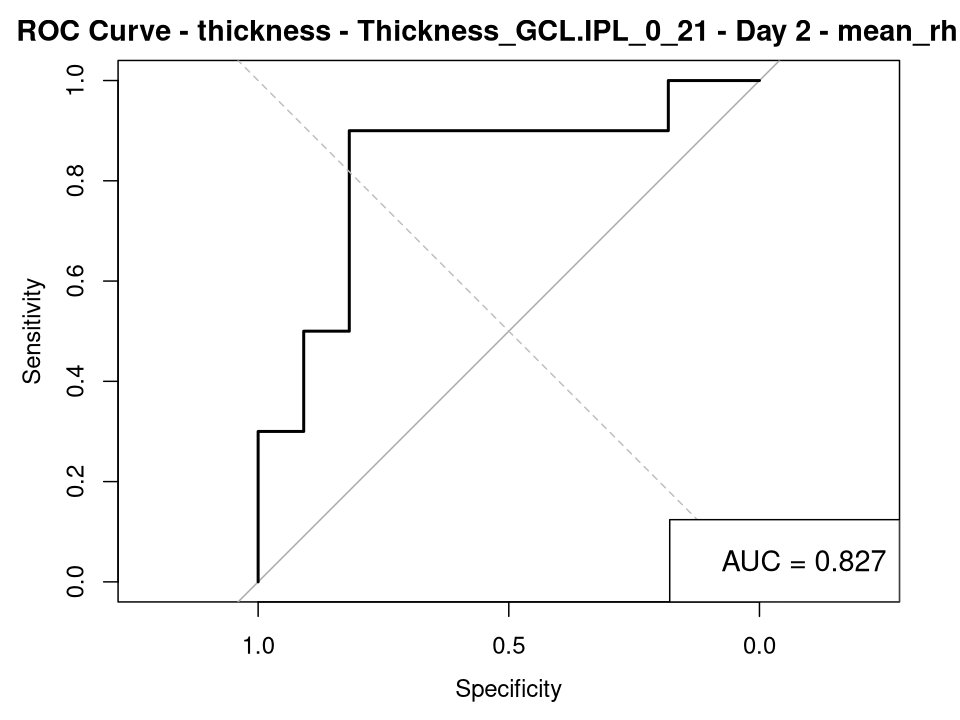 ROC Curve - thickness - Thickness_GCL.IPL_0_21 - Day 2 - mean_rh
1.0
0.8
0.6
0.4
0.2
0.0
Sensitivity
AUC = 0.827
1.0 0.5 0.0
Specificity